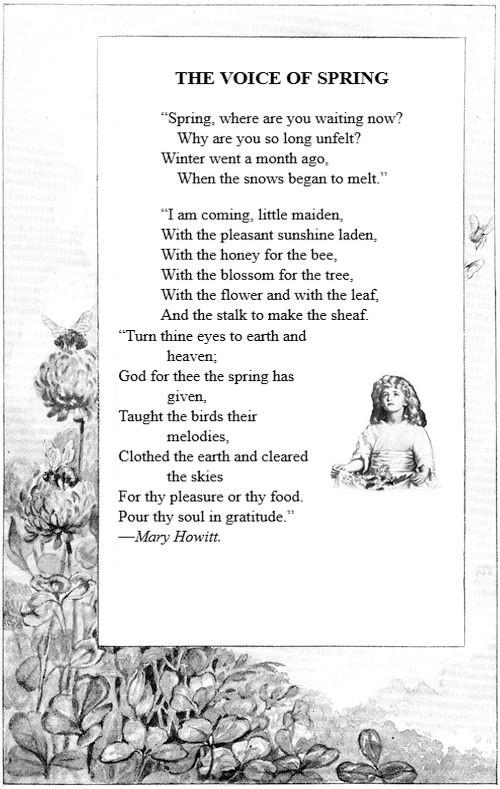 THE VOICE OF SPRING
“Spring, where are you waiting now?
Why are you so long unfelt?
Winter went a month ago,
When the snows began to melt.”
“I am coming, little maiden,
With the pleasant sunshine laden,
With the honey for the bee,
With the blossom for the tree,
With the flower and with the leaf,
And the stalk to make the sheaf.
“Turn thine eyes to earth and
heaven;
God for thee the spring has
given,
Taught the birds their
melodies,
Clothed the earth and cleared
the skies
For thy pleasure or thy food.
Pour thy soul in gratitude.”
—Mary Howitt.